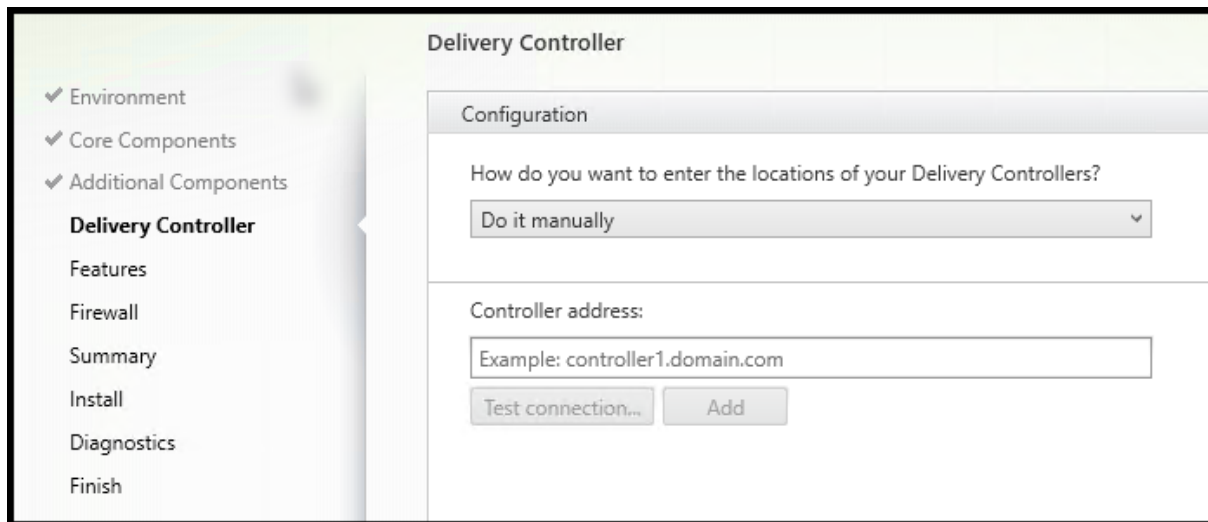 Delivery Controller
Environment
Core Components
Additional Components
Delivery Controller
Features
Firewall
Summary
Install
Diagnostics
Finish
Configuration
How do you want to enter the locations of your Delivery Controllers?
Do it manually
Controller address:
Example: controller1.domain.com
Test connection... Add